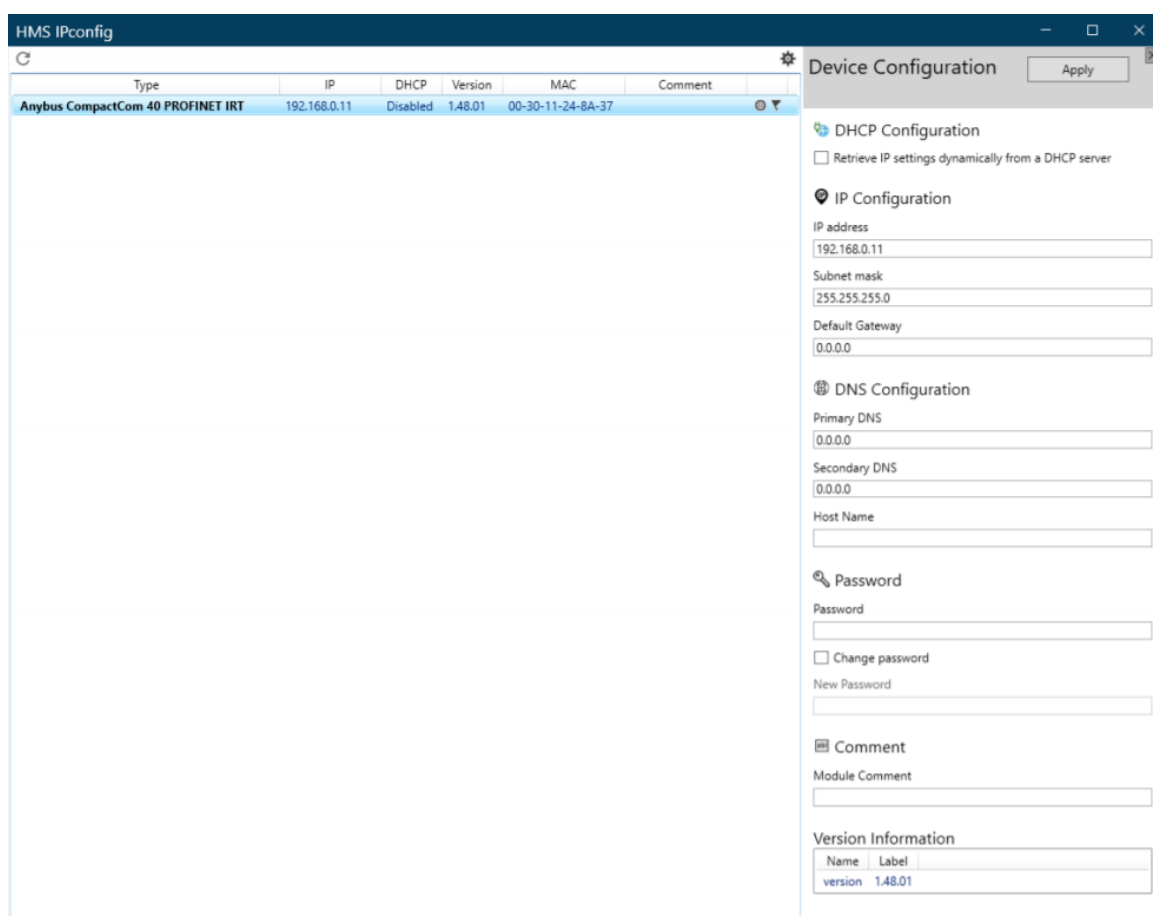 HMS IPconfig
Type IP DHCP Version MAC Comment
Anybus CompactCom 40 PROFINET IRT 192.168.0.11 Disabled 1.48.01 00-30-11-24-8A-37
Device Configuration Apply
DHCP Configuration
Retrieve IP settings dynamically from a DHCP server
IP Configuration
IP address
192.168.0.11
Subnet mask
255.255.255.0
Default Gateway
0.0.0.0
DNS Configuration
Primary DNS
0.0.0.0
Secondary DNS
0.0.0.0
Host Name
Password
Password
Change password
New Password
Comment
Module Comment
Version Information
Name Label
version 1.48.01